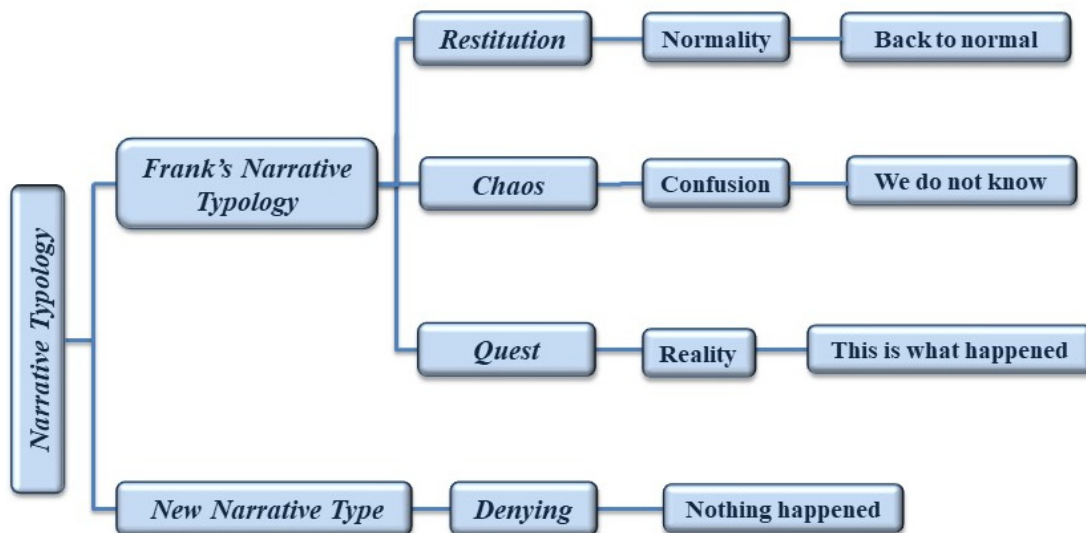 Narrative Typology
Frank's Narrative
Typology
Restitution
Normality
Back to normal
Chaos
Confusion
We do not know
Quest
Reality
This is what happened
New Narrative Type
Denying
Nothing happened